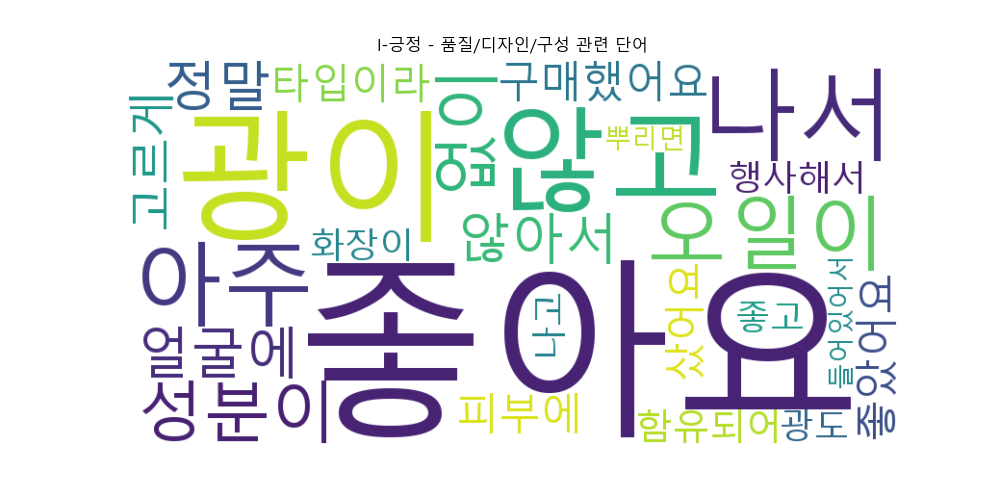 I-긍정 - 품질/디자인/구성 관련 단어
정말 타입이라 없이 구매했어요 나서
고르게 광이 않고 뿌리면 행사해서
아주 화장이 않아서 오일이
좋아요 나고 샀어요 좋고 들어있어서 좋았어요
얼굴에
성분이 피부에 함유되어 광도